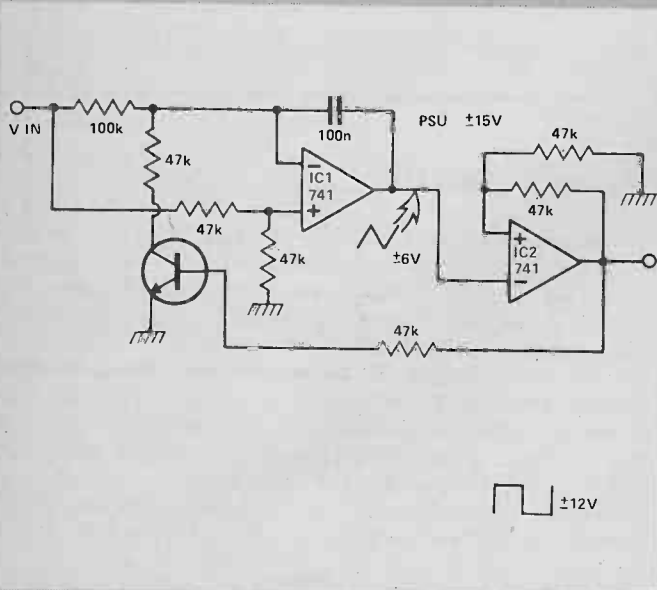 V IN
100k
47k
47k
47k
100n
PSU ±15V
-
IC1
741
+
±6V
47k
47k
+
IC2
741
-
47k
±12V